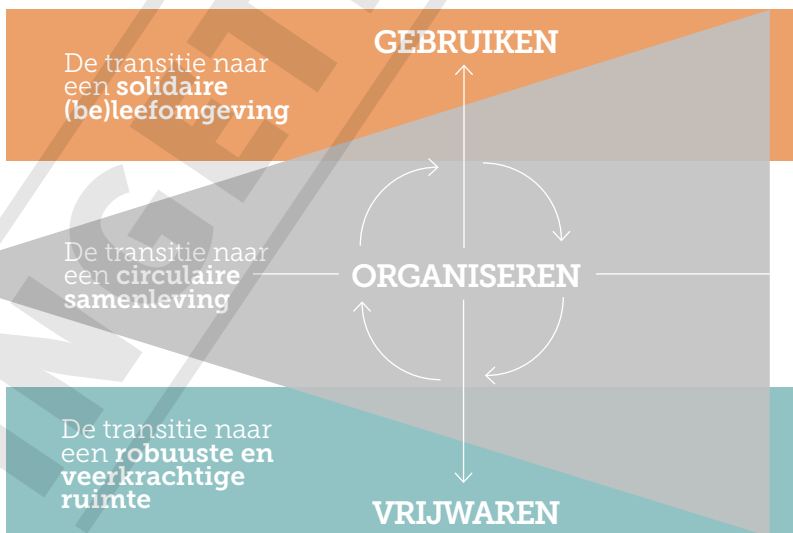 GEBRUIKEN
De transitie naar
een solidaire
(be)leefomgeving
De transitie naar
een circulaire
samenleving
ORGANISEREN
De transitie naar
een robuuste en
veerkrachtige
ruimte
VRIJWAREN